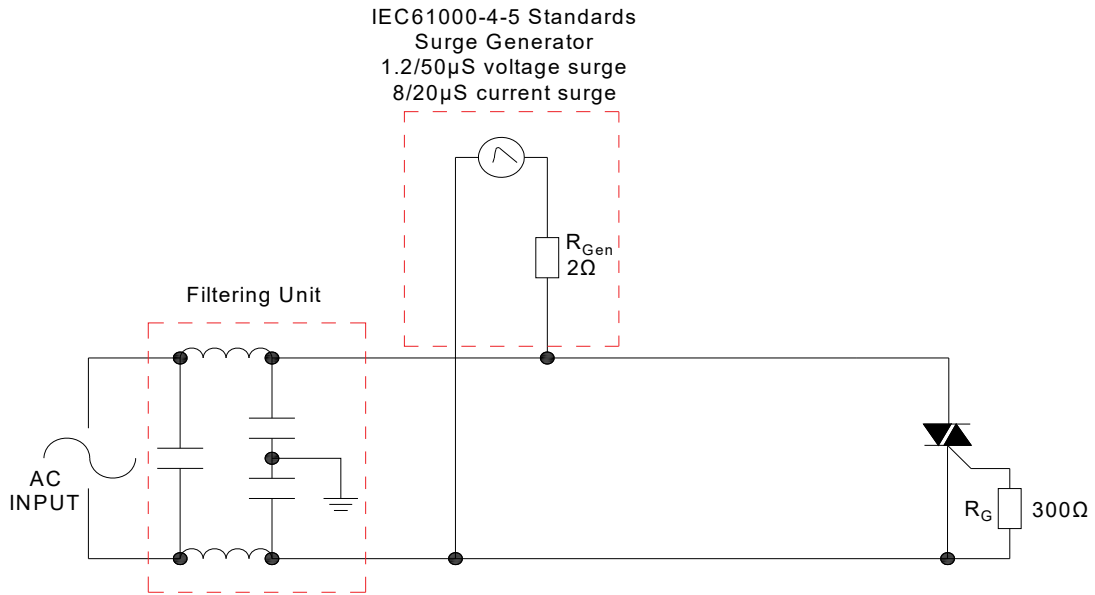 IEC61000-4-5 Standards
Surge Generator
1.2/50µS voltage surge
8/20µS current surge
R_Gen
2Ω
Filtering Unit
AC
INPUT
R_G 300Ω